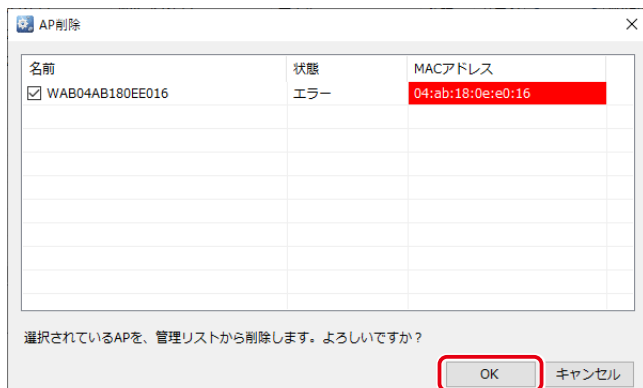 AP削除
名前 状態 MACアドレス
WAB04AB180EE016 エラー 04:ab:18:0e:e0:16
選択されているAPを、管理リストから削除します。よろしいですか？
OK キャンセル